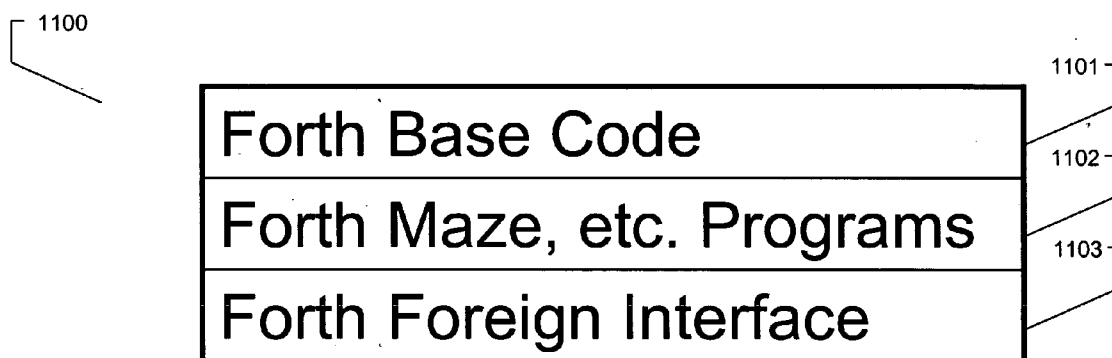 1100
1101
Forth Base Code
1102
Forth Maze, etc. Programs
1103
Forth Foreign Interface